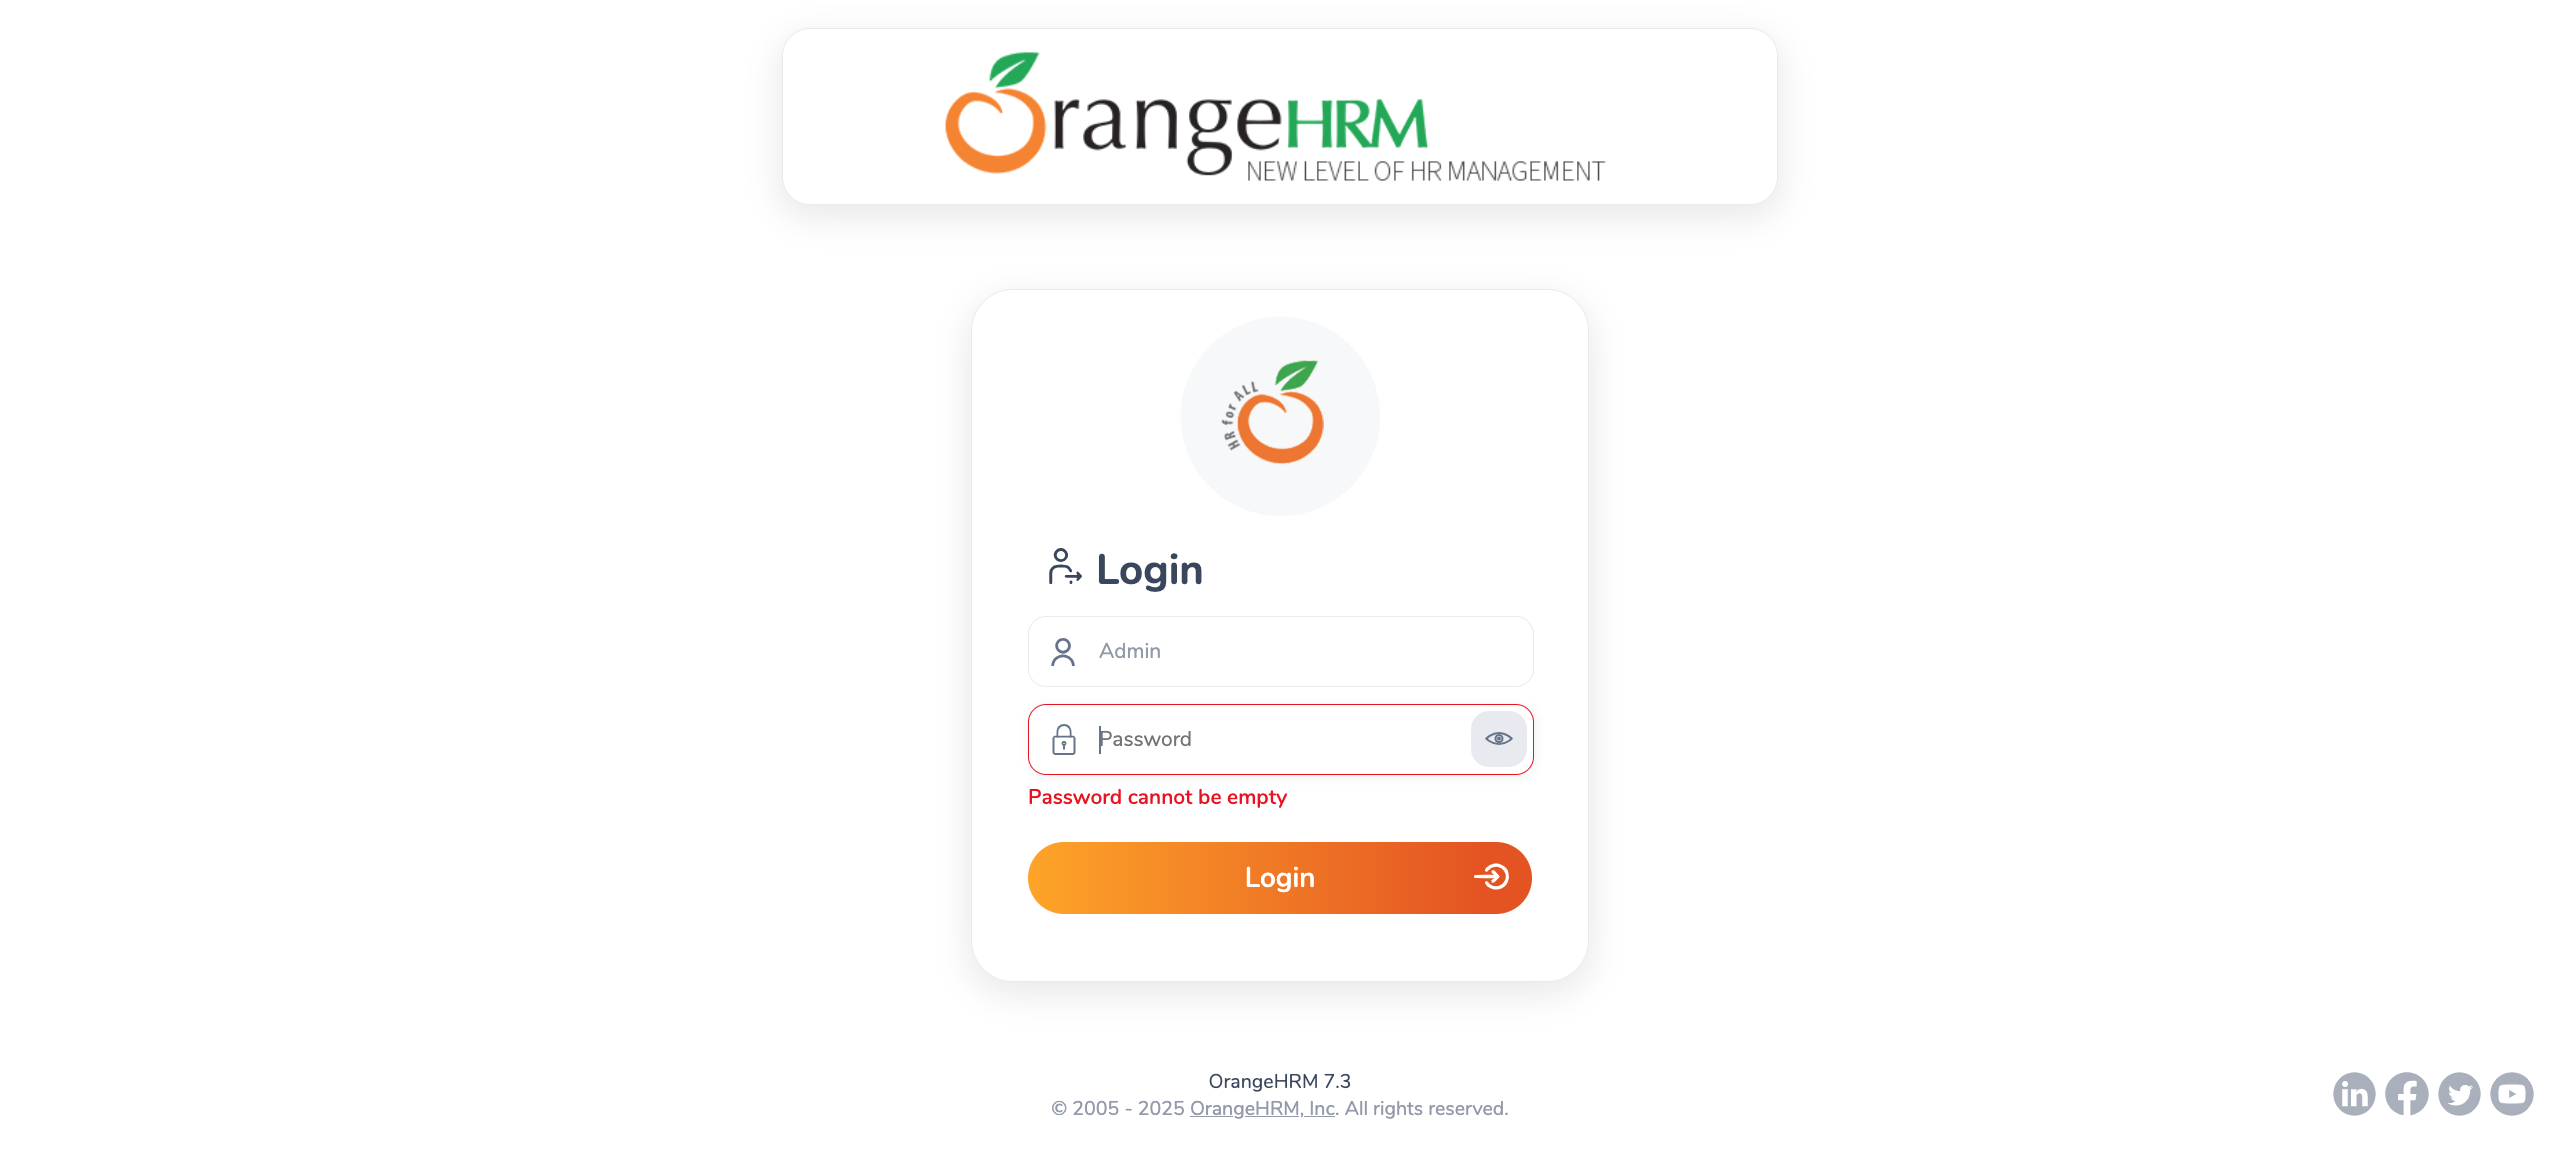 OrangeHRM
NEW LEVEL OF HR MANAGEMENT
HR for ALL
Login
Admin
Password
Password cannot be empty
Login
OrangeHRM 7.3
© 2005 - 2025 OrangeHRM, Inc. All rights reserved.
in